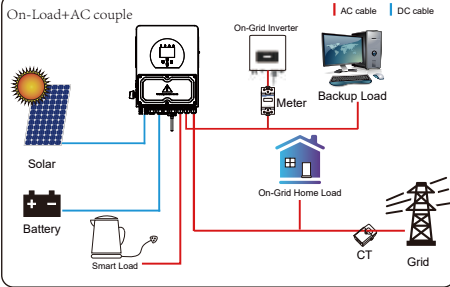 On-Load+AC couple
AC cable
DC cable
On-Grid Inverter
Meter
Backup Load
Solar
On-Grid Home Load
Battery
CT
Grid
Smart Load